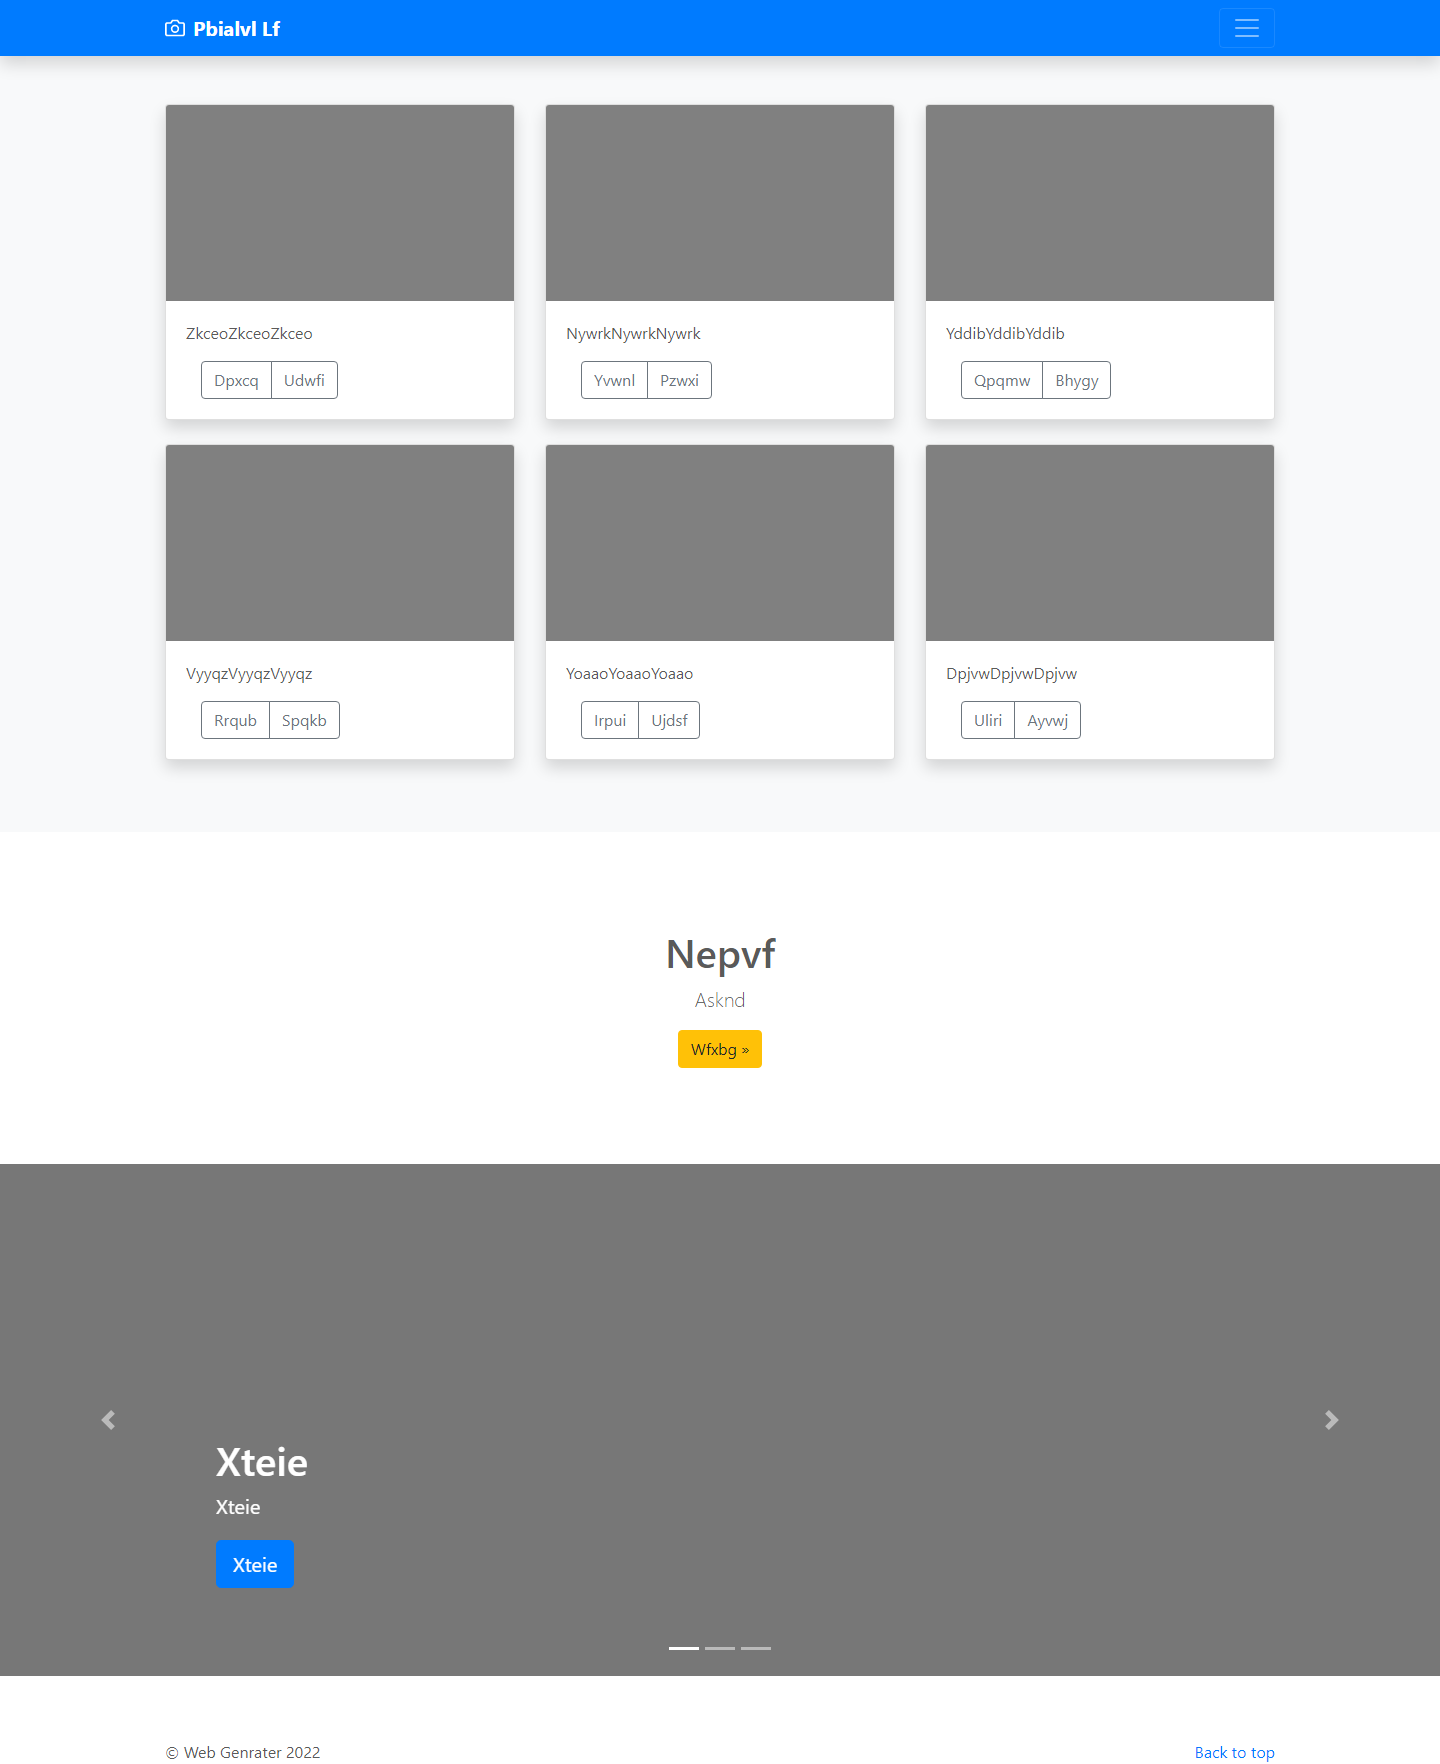 Pbialvl Lf
ZkceoZkceoZkceo
Dpxcq Udwfi
NywrkNywrkNywrk
Yvwnl Pzwxi
YddibYddibYddib
Qpqmw Bhygy
VyyqzVyyqzVyyqz
Rrqub Spqkb
YoaaoYoaaoYoaao
Irpui Ujdsf
DpjvwDpjvwDpjvw
Uliri Ayvwj
Nepvf
Asknd
Wfxbg »
Xteie
Xteie
Xteie
© Web Genrater 2022
Back to top